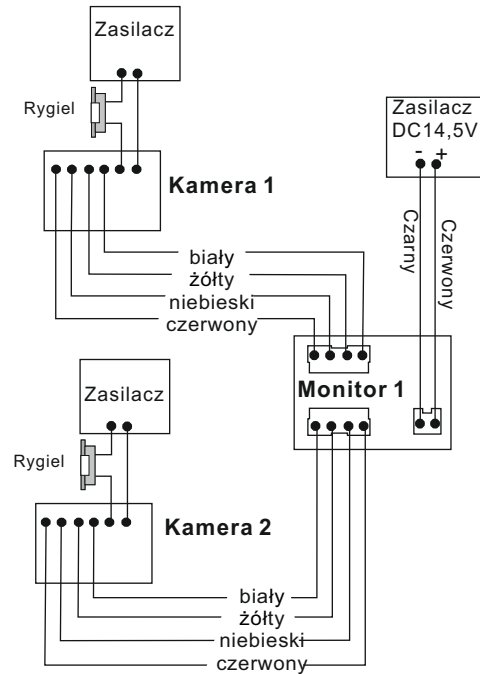 Zasilacz
Rygiel
Kamera 1
Zasilacz
DC14,5V
- +
Czarny
Czerwony
biały
żółty
niebieski
czerwony
Monitor 1
Zasilacz
Rygiel
Kamera 2
biały
żółty
niebieski
czerwony